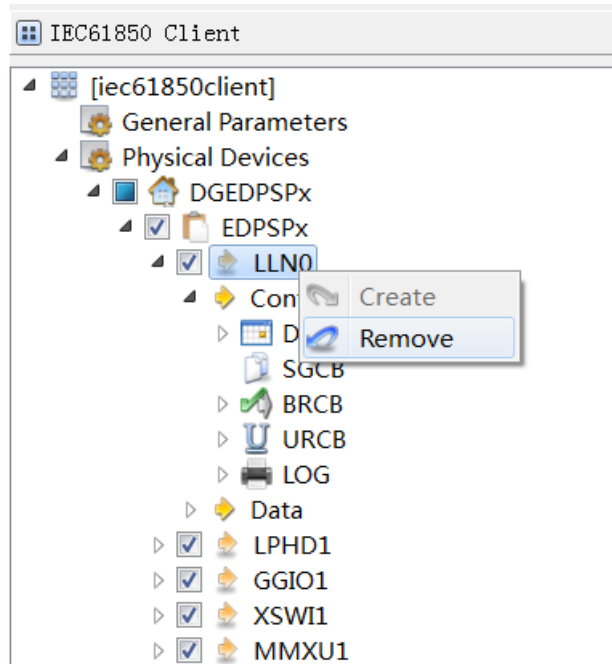 IEC61850 Client
[iec61850client]
General Parameters
Physical Devices
DGEDPSPx
EDPSPx
LLN0
Con
Create
D
Remove
SGCB
BRCB
URCB
LOG
Data
LPHD1
GGIO1
XSWI1
MMXU1